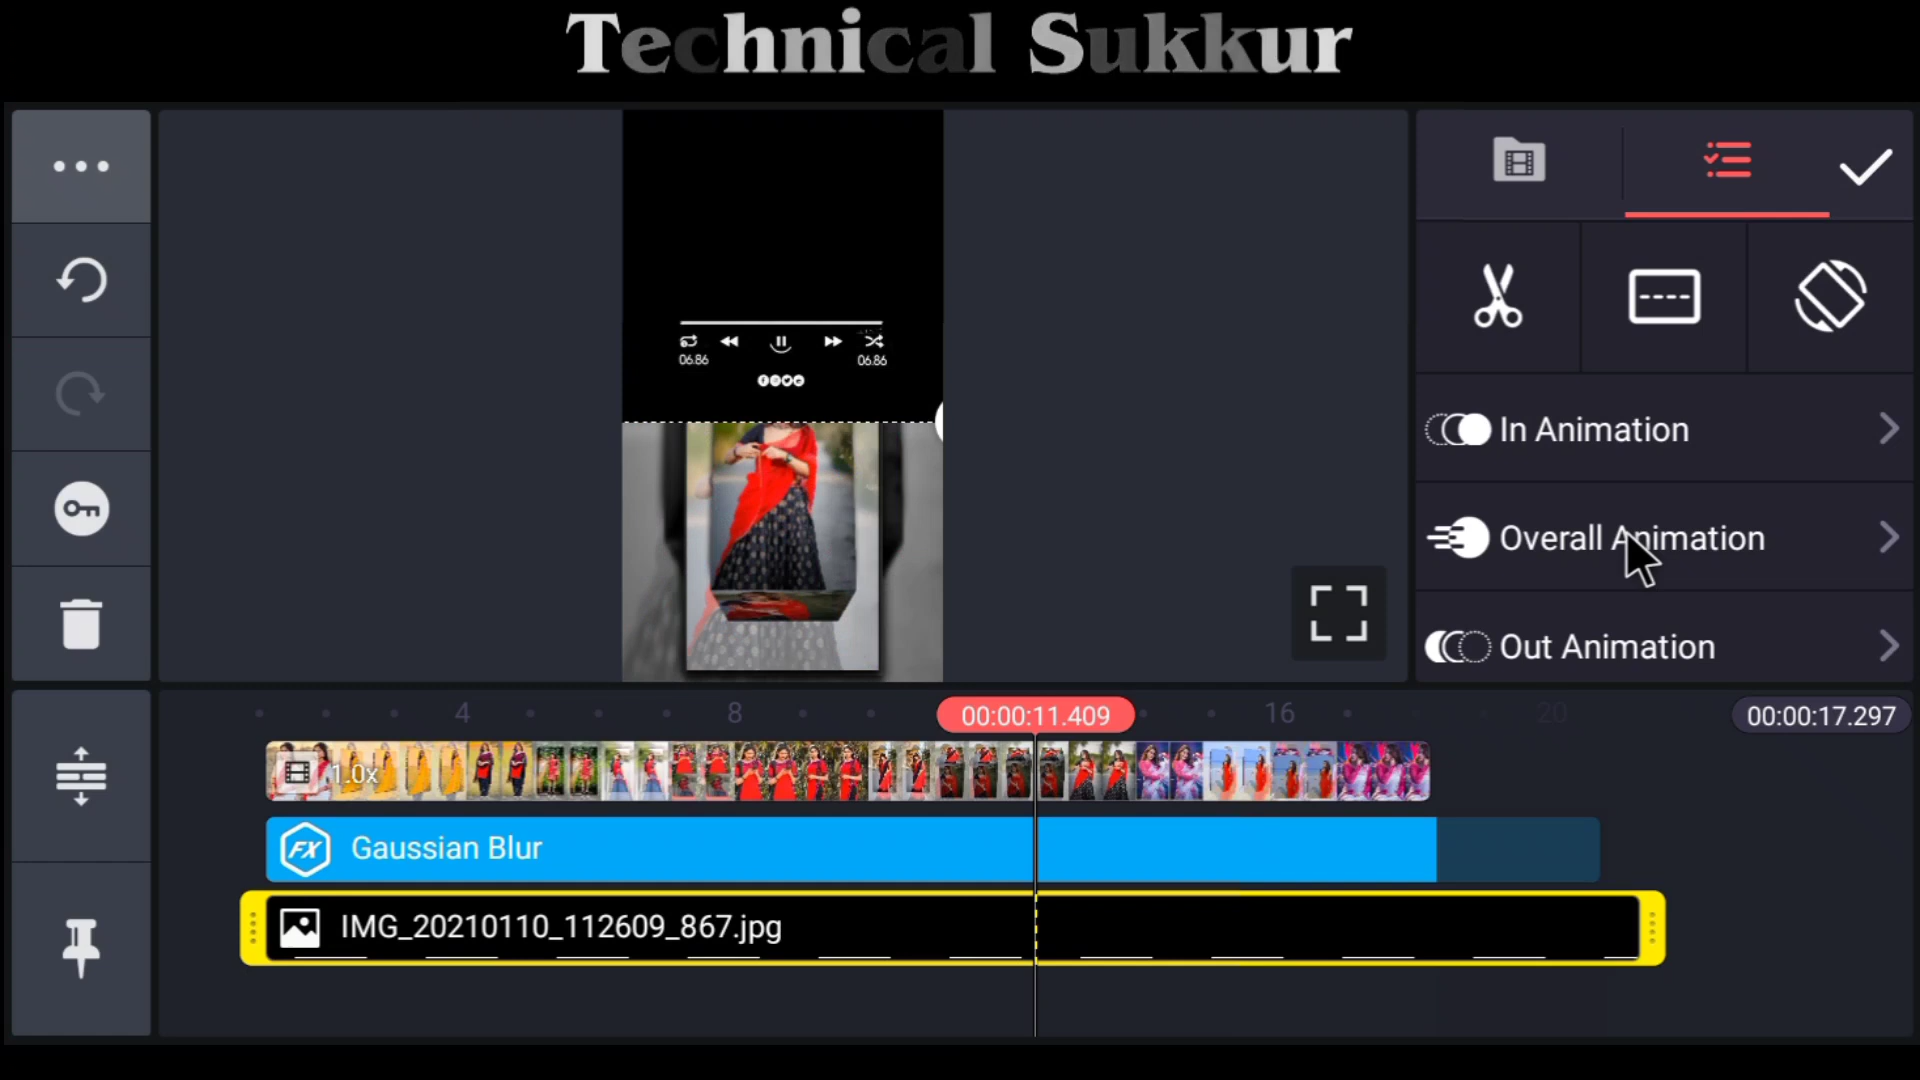 Technical Sukkur
06.86
06.86
In Animation
Overall Animation
Out Animation
4
8
00:00:11.409
16
20
00:00:17.297
1.0x
FX
Gaussian Blur
IMG_20210110_112609_867.jpg